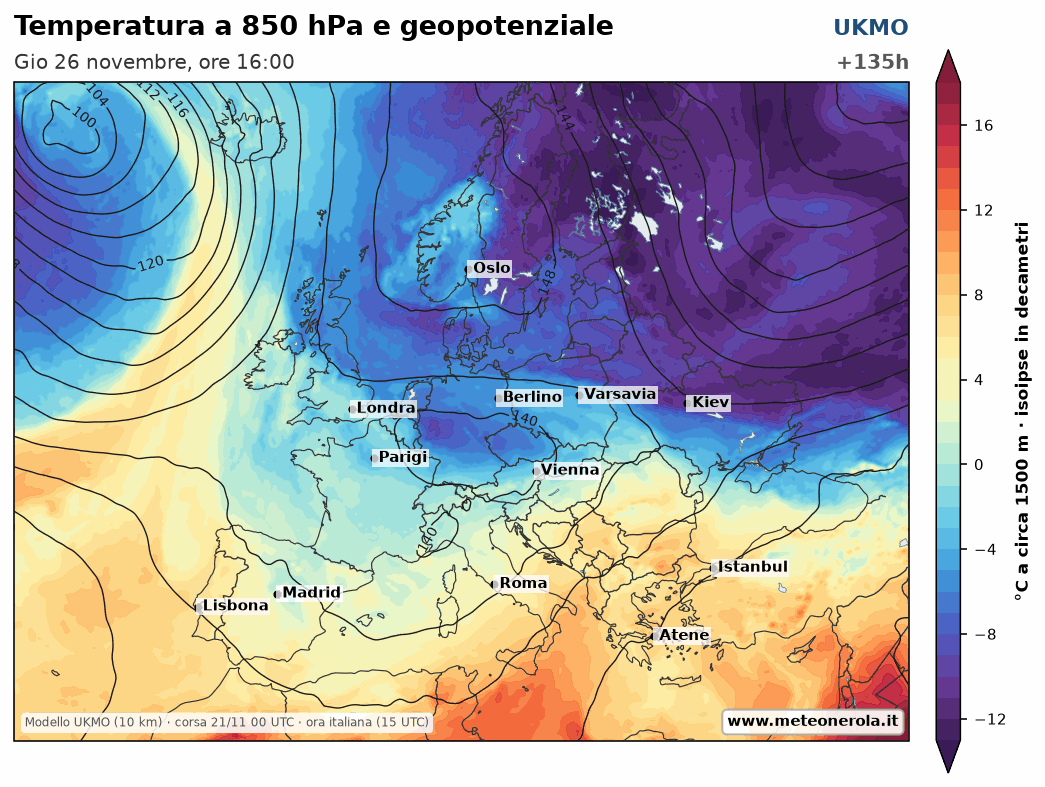 Temperatura a 850 hPa e geopotenziale
UKMO
Gio 26 novembre, ore 16:00
+135h
104
112
116
100
144
120
148
Oslo
Londra
Berlino
Varsavia
Kiev
140
Parigi
Vienna
140
Istanbul
Roma
Madrid
Lisbona
Atene
Modello UKMO (10 km) · corsa 21/11 00 UTC · ora italiana (15 UTC)
www.meteonerola.it
16
12
8
4
0
−4
−8
−12
°C a circa 1500 m · isoipse in decametri